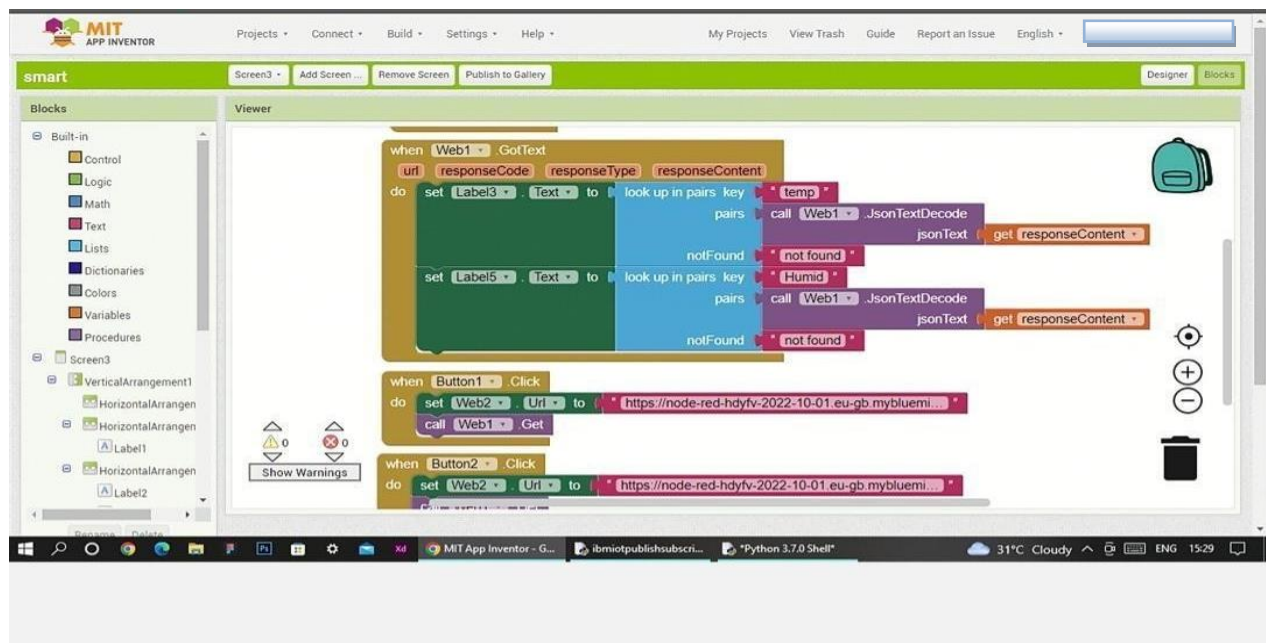 MIT
APP INVENTOR
Projects Connect Build Settings Help My Projects View Trash Guide Report an Issue English
smart Screen3 Add Screen ... Remove Screen Publish to Gallery Designer Blocks
Blocks Viewer
Built-in
Control
Logic
Math
Text
Lists
Dictionaries
Colors
Variables
Procedures
Screen3
VerticalArrangement1
HorizontalArrangen
HorizontalArrangen
Label1
HorizontalArrangen
Label2
Rename Delete
when Web1 .GotText
url responseCode responseType responseContent
do set Label3 . Text to look up in pairs key " temp "
pairs call Web1 .JsonTextDecode
jsonText get responseContent
notFound " not found "
set Label5 . Text to look up in pairs key " Humid "
pairs call Web1 .JsonTextDecode
jsonText get responseContent
notFound " not found "
when Button1 .Click
do set Web2 . Url to " https://node-red-hdyfv-2022-10-01.eu-gb.mybluemi... "
call Web1 .Get
when Button2 .Click
do set Web2 . Url to " https://node-red-hdyfv-2022-10-01.eu-gb.mybluemi... "
0 0
Show Warnings
Ps Xd MIT App Inventor - G... ibmiotpublishsubscri... *Python 3.7.0 Shell* 31°C Cloudy ENG 15:29